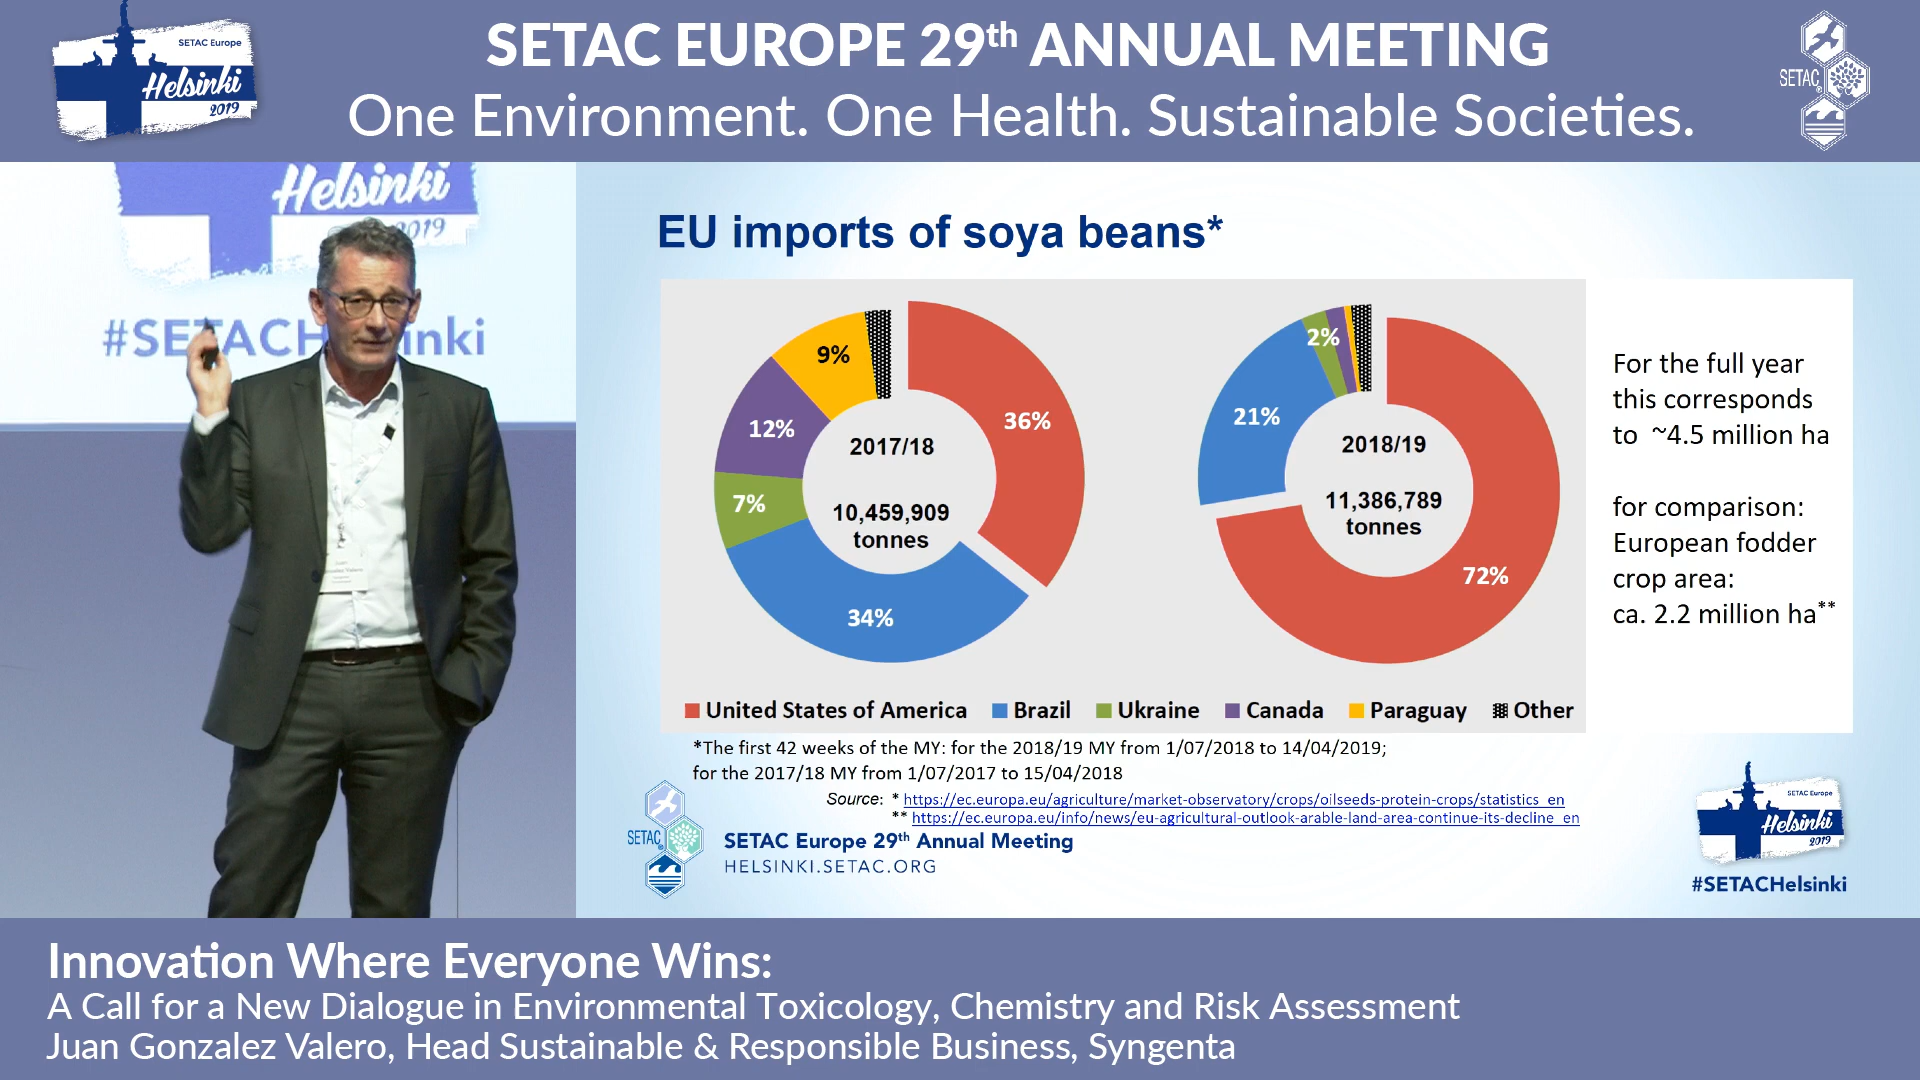 SETAC Europe
Helsinki
2019
SETAC EUROPE 29th ANNUAL MEETING
One Environment. One Health. Sustainable Societies.
SETAC
Helsinki
2019
#SETACH inki
EU imports of soya beans*
9%
12%
7%
34%
36%
2017/18
10,459,909
tonnes
2%
21%
72%
2018/19
11,386,789
tonnes
United States of America Brazil Ukraine Canada Paraguay Other
For the full year
this corresponds
to ~4.5 million ha
for comparison:
European fodder
crop area:
ca. 2.2 million ha**
*The first 42 weeks of the MY: for the 2018/19 MY from 1/07/2018 to 14/04/2019;
for the 2017/18 MY from 1/07/2017 to 15/04/2018
Source: * https://ec.europa.eu/agriculture/market-observatory/crops/oilseeds-protein-crops/statistics_en
** https://ec.europa.eu/info/news/eu-agricultural-outlook-arable-land-area-continue-its-decline_en
SETAC
SETAC Europe 29th Annual Meeting
HELSINKI.SETAC.ORG
SETAC Europe
Helsinki
2019
#SETACHelsinki
Innovation Where Everyone Wins:
A Call for a New Dialogue in Environmental Toxicology, Chemistry and Risk Assessment
Juan Gonzalez Valero, Head Sustainable & Responsible Business, Syngenta